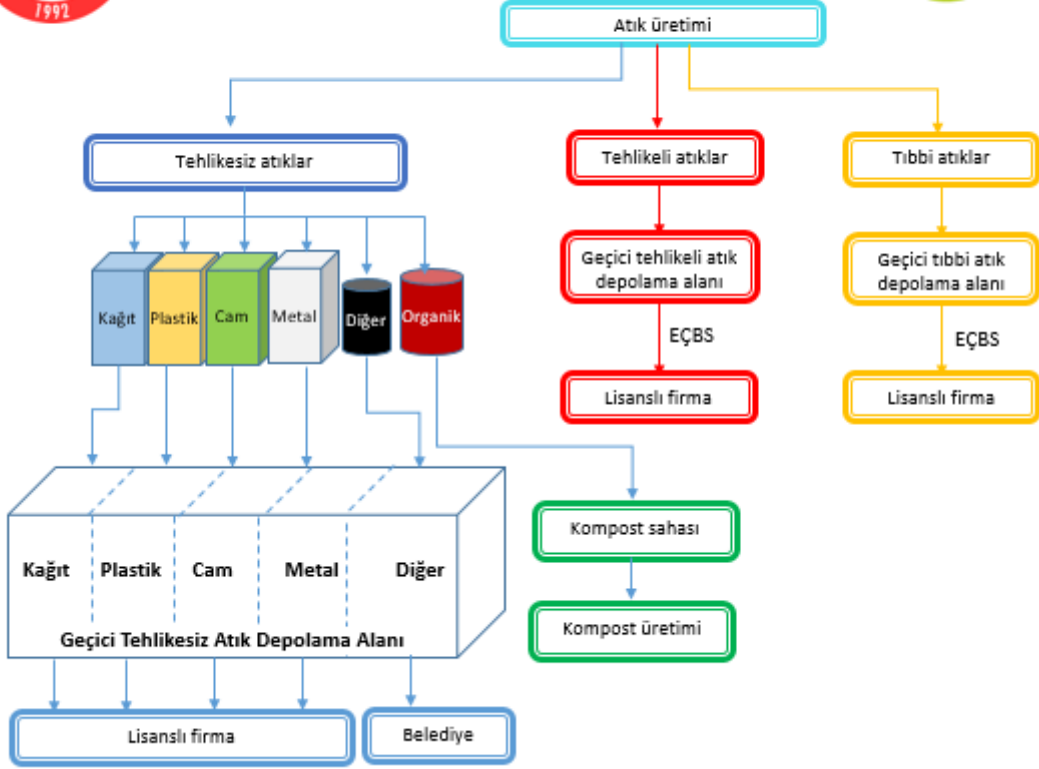 1992
Atık üretimi
Tehlikesiz atıklar
Tehlikeli atıklar
Tıbbi atıklar
Geçici tehlikeli atık
depolama alanı
Geçici tıbbi atık
depolama alanı
Kağıt
Plastik
Cam
Metal
Diğer
Organik
EÇBS
EÇBS
Lisanslı firma
Lisanslı firma
Kompost sahası
Kağıt
Plastik
Cam
Metal
Diğer
Geçici Tehlikesiz Atık Depolama Alanı
Kompost üretimi
Lisanslı firma
Belediye